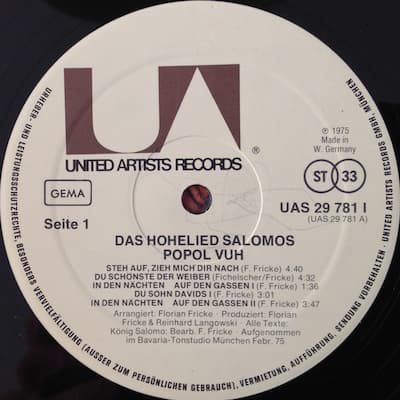 UA
UNITED ARTISTS RECORDS ®
℗ 1975
Made in
W. Germany
GEMA
ST 33
Seite 1
UAS 29 781 I
(UAS 29 781 A)
DAS HOHELIED SALOMOS
POPOL VUH
STEH AUF, ZIEH MICH DIR NACH (F. Fricke) 4:40
DU SCHÖNSTE DER WEIBER (Fichelscher/Fricke) 4:32
IN DEN NÄCHTEN AUF DEN GASSEN I (F. Fricke) 1:36
DU SOHN DAVIDS I (F. Fricke) 3:01
IN DEN NÄCHTEN AUF DEN GASSEN II (F. Fricke) 3:47
Arrangiert: Florian Fricke · Produziert: Florian
Fricke & Reinhard Langowski · Alle Texte:
König Salomo: Bearb. F. Fricke · Aufgenommen
im Bavaria-Tonstudio München Febr. 75
URHEBER- UND LEISTUNGSSCHUTZRECHTE, BESONDERS VERVIELFÄLTIGUNG (AUSSER ZUM PERSÖNLICHEN GEBRAUCH), VERMIETUNG, AUFFÜHRUNG, SENDUNG VORBEHALTEN · UNITED ARTISTS RECORDS GMBH, MÜNCHEN